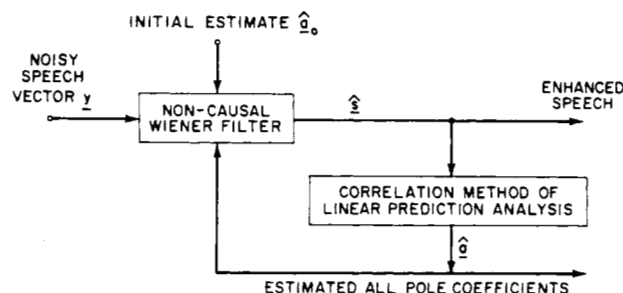 INITIAL ESTIMATE â₀
NOISY
SPEECH
VECTOR y
NON-CAUSAL
WIENER FILTER
ŝ
ENHANCED
SPEECH
CORRELATION METHOD OF
LINEAR PREDICTION ANALYSIS
â
ESTIMATED ALL POLE COEFFICIENTS